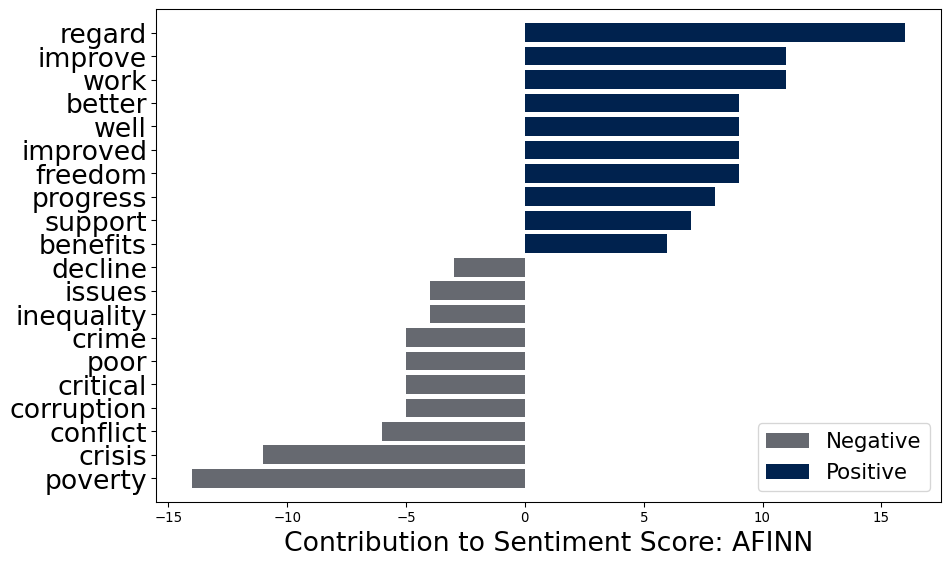 regard
improve
work
better
well
improved
freedom
progress
support
benefits
decline
issues
inequality
crime
poor
critical
corruption
conflict
crisis
poverty
Negative
Positive
−15 −10 −5 0 5 10 15
Contribution to Sentiment Score: AFINN